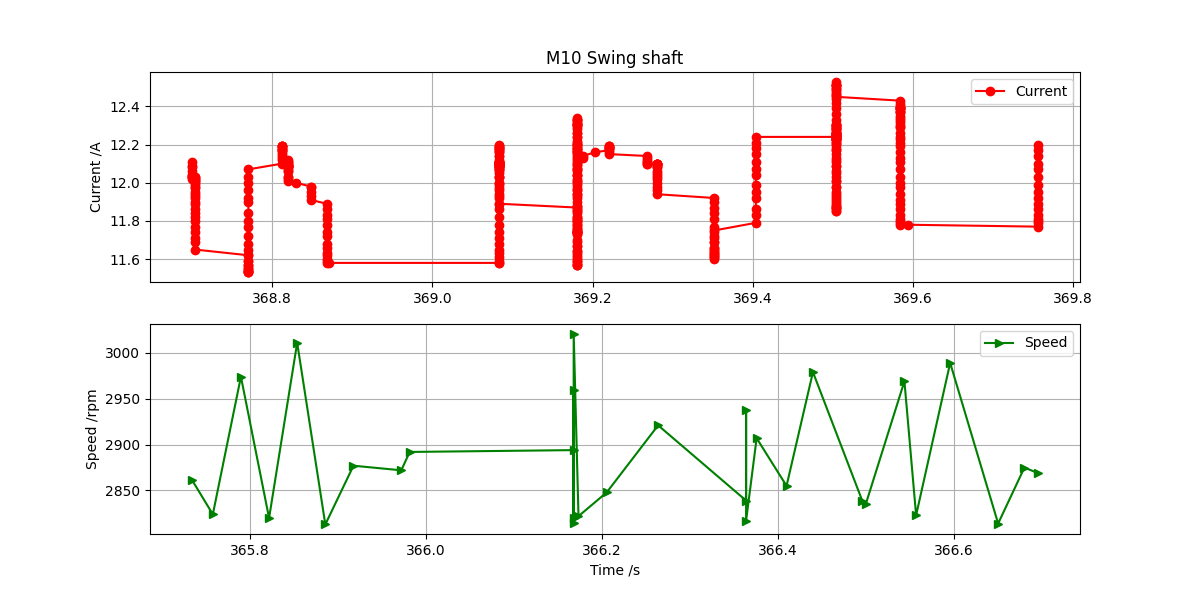 M10 Swing shaft
Current /A
12.4
12.2
12.0
11.8
11.6
Current
368.8 369.0 369.2 369.4 369.6 369.8
Speed /rpm
3000
2950
2900
2850
Speed
365.8 366.0 366.2 366.4 366.6
Time /s